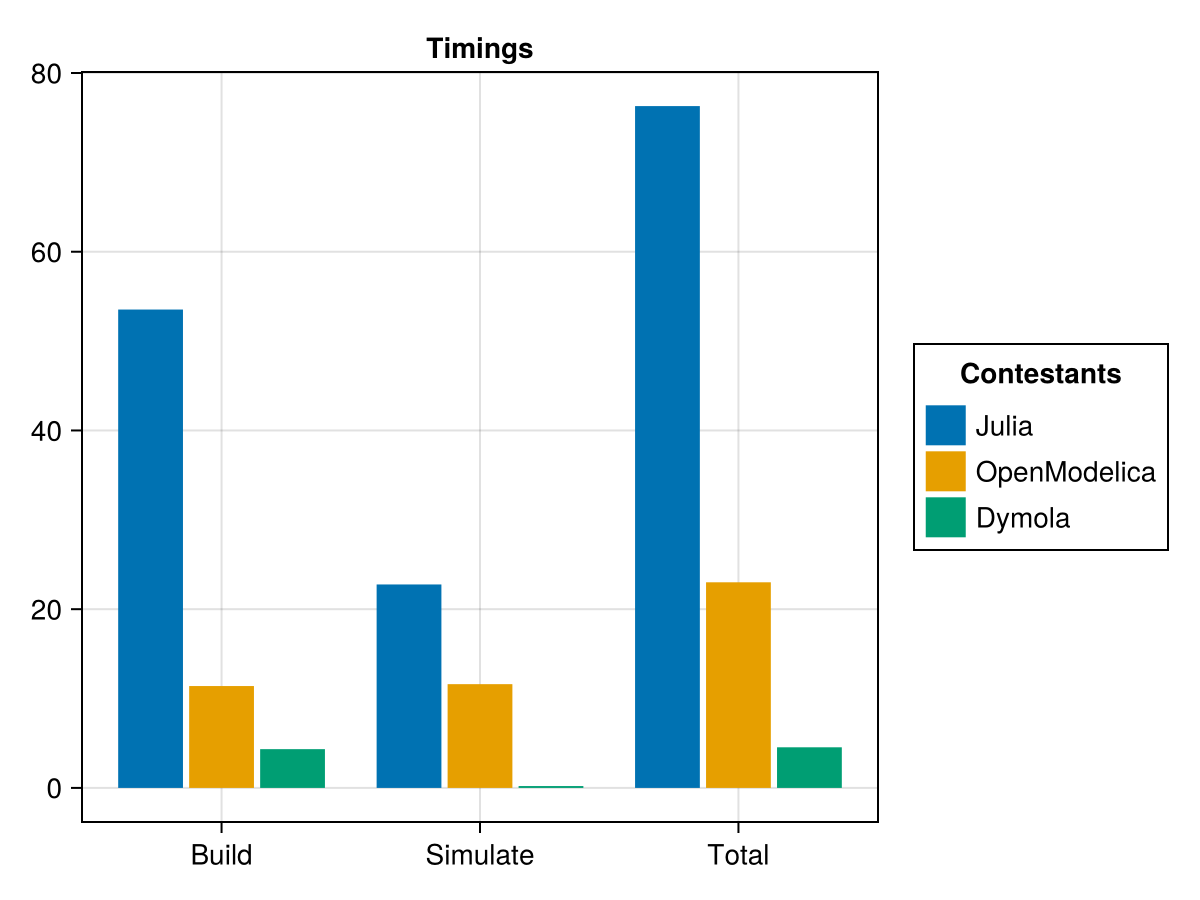 Timings
80
60
40
20
0
Build Simulate Total
Contestants
Julia
OpenModelica
Dymola